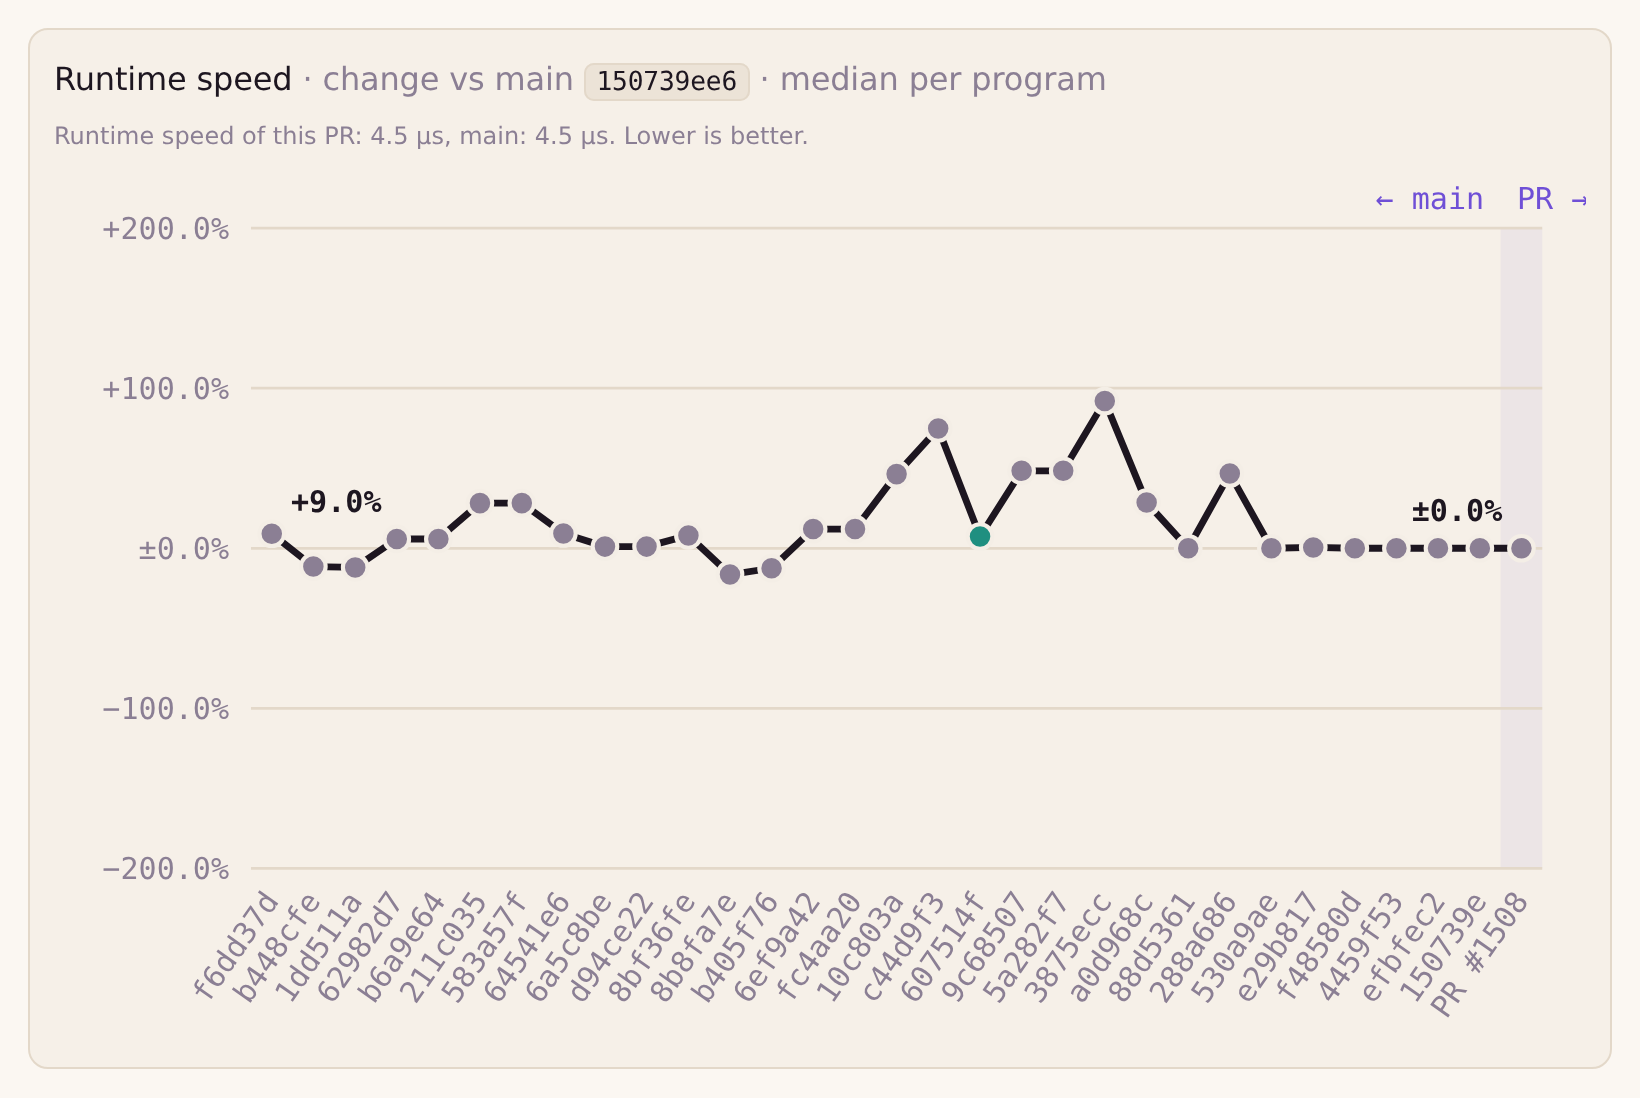 Runtime speed · change vs main 150739ee6 · median per program
Runtime speed of this PR: 4.5 µs, main: 4.5 µs. Lower is better.
← main PR →
+200.0%
+100.0%
±0.0%
−100.0%
−200.0%
+9.0%
±0.0%
f6dd37d
b448cfe
1dd511a
62982d7
b6a9e64
211c035
583a57f
64541e6
6a5c8be
d94ce22
8bf36fe
8b8fa7e
b405f76
6ef9a42
fc4aa20
10c803a
c44d9f3
607514f
9c68507
5a282f7
3875ecc
a0d968c
88d5361
288a686
530a9ae
e29b817
f48580d
4459f53
efbfec2
150739e
PR #1508